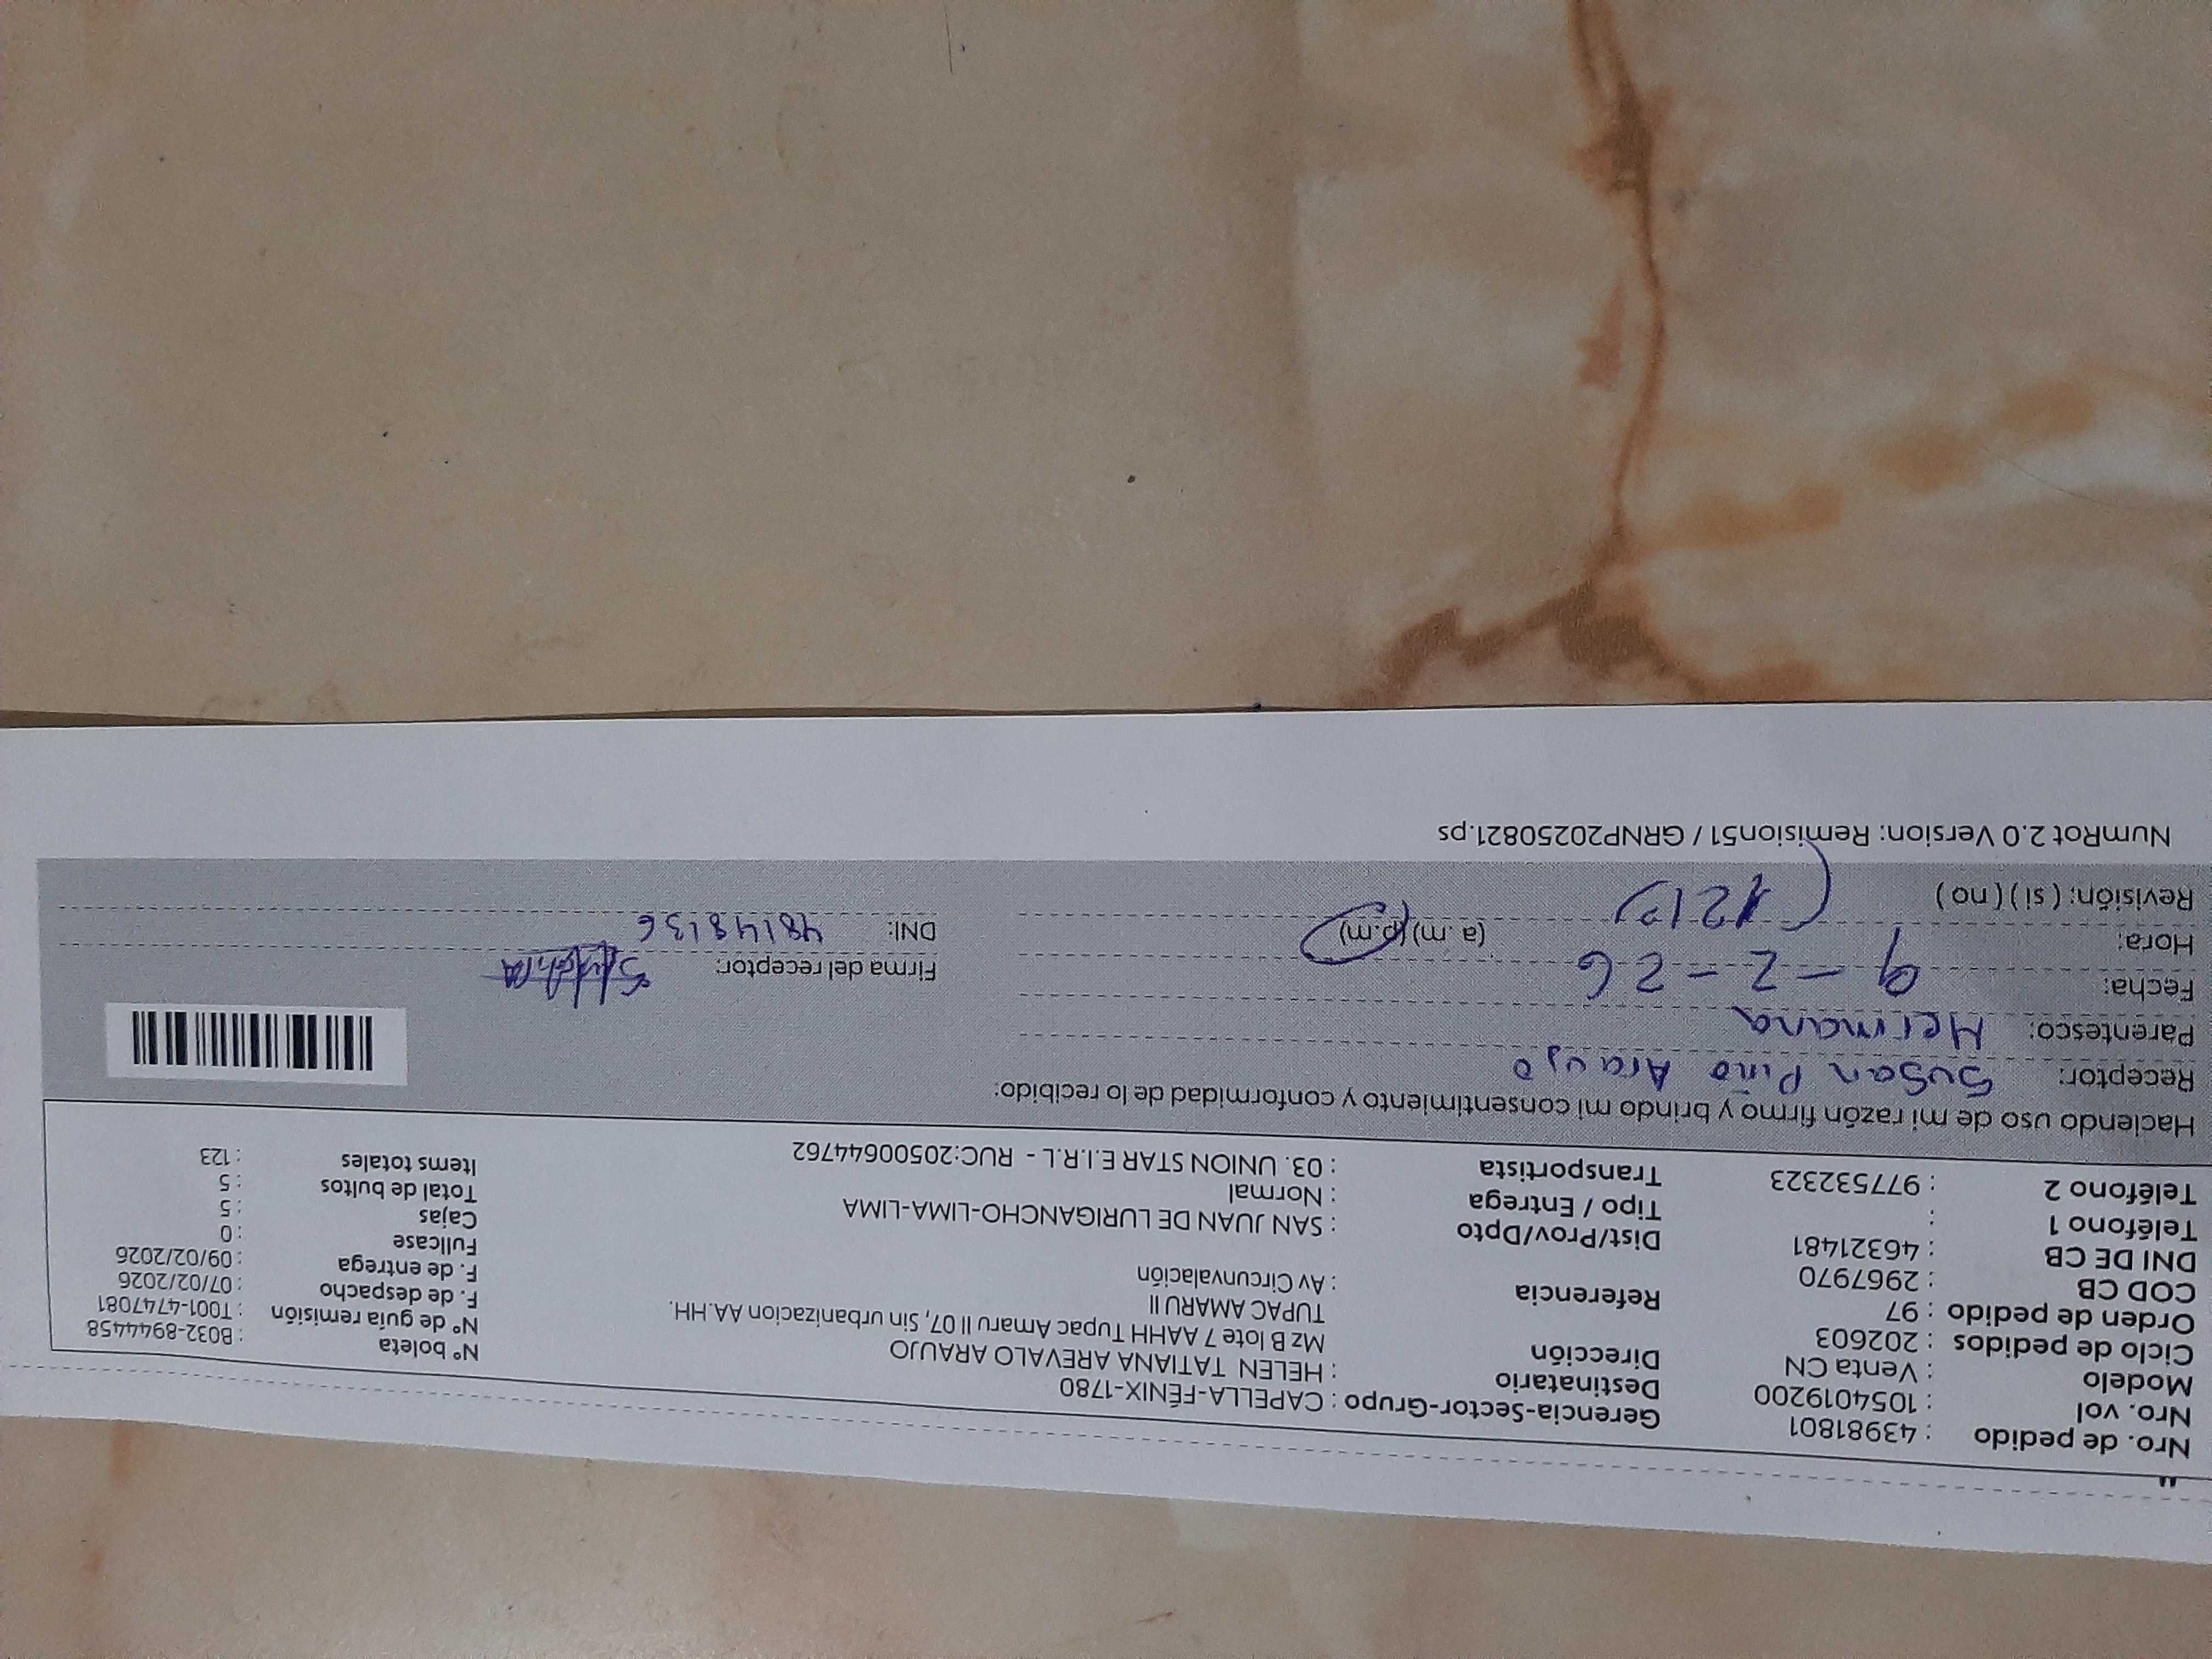 Nro. de pedido : 43981801 Gerencia-Sector-Grupo : CAPELLA-FÉNIX-1780 N° boleta : B032-8944458
Nro. vol : 1054019200 Destinatario : HELEN TATIANA AREVALO ARAUJO N° de guía remisión : T001-4747081
Modelo : Venta CN Dirección Mz B lote 7 AAHH Tupac Amaru II 07, Sin urbanizacion AA.HH. F. de despacho : 07/02/2026
Ciclo de pedidos : 202603 TUPAC AMARU II F. de entrega : 09/02/2026
Orden de pedido : 97 Referencia : Av Circunvalación Fullcase : 0
COD CB : 2967970 Cajas : 5
DNI DE CB : 46321481 Dist/Prov/Dpto : SAN JUAN DE LURIGANCHO-LIMA-LIMA Total de bultos : 5
Teléfono 1 : Tipo / Entrega : Normal Items totales : 123
Teléfono 2 : 977532323 Transportista : 03. UNION STAR E.I.R.L - RUC:20500644762
Haciendo uso de mi razón firmo y brindo mi consentimiento y conformidad de lo recibido:
Receptor: Susan Piño Araujo
Parentesco: Hermana
Fecha: 9-2-26 Firma del receptor:
Hora: (a.m) (p.m) DNI: 48148136
Revisión: ( si ) ( no )
NumRot 2.0 Version: Remision51 / GRNP20250821.ps